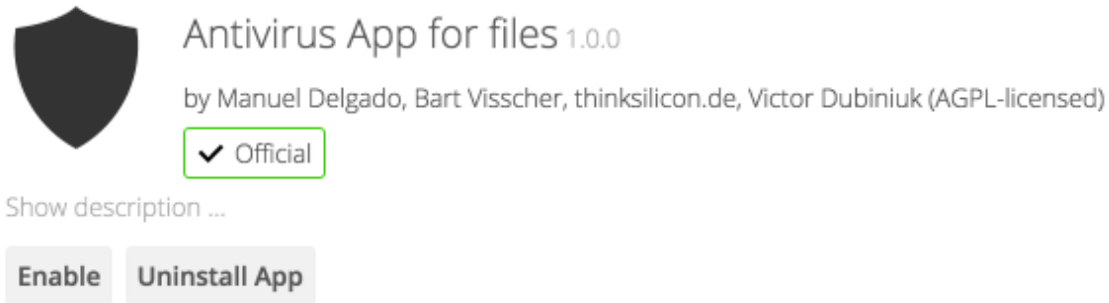 Antivirus App for files 1.0.0
by Manuel Delgado, Bart Visscher, thinksilicon.de, Victor Dubiniuk (AGPL-licensed)
Official
Show description ...
Enable Uninstall App